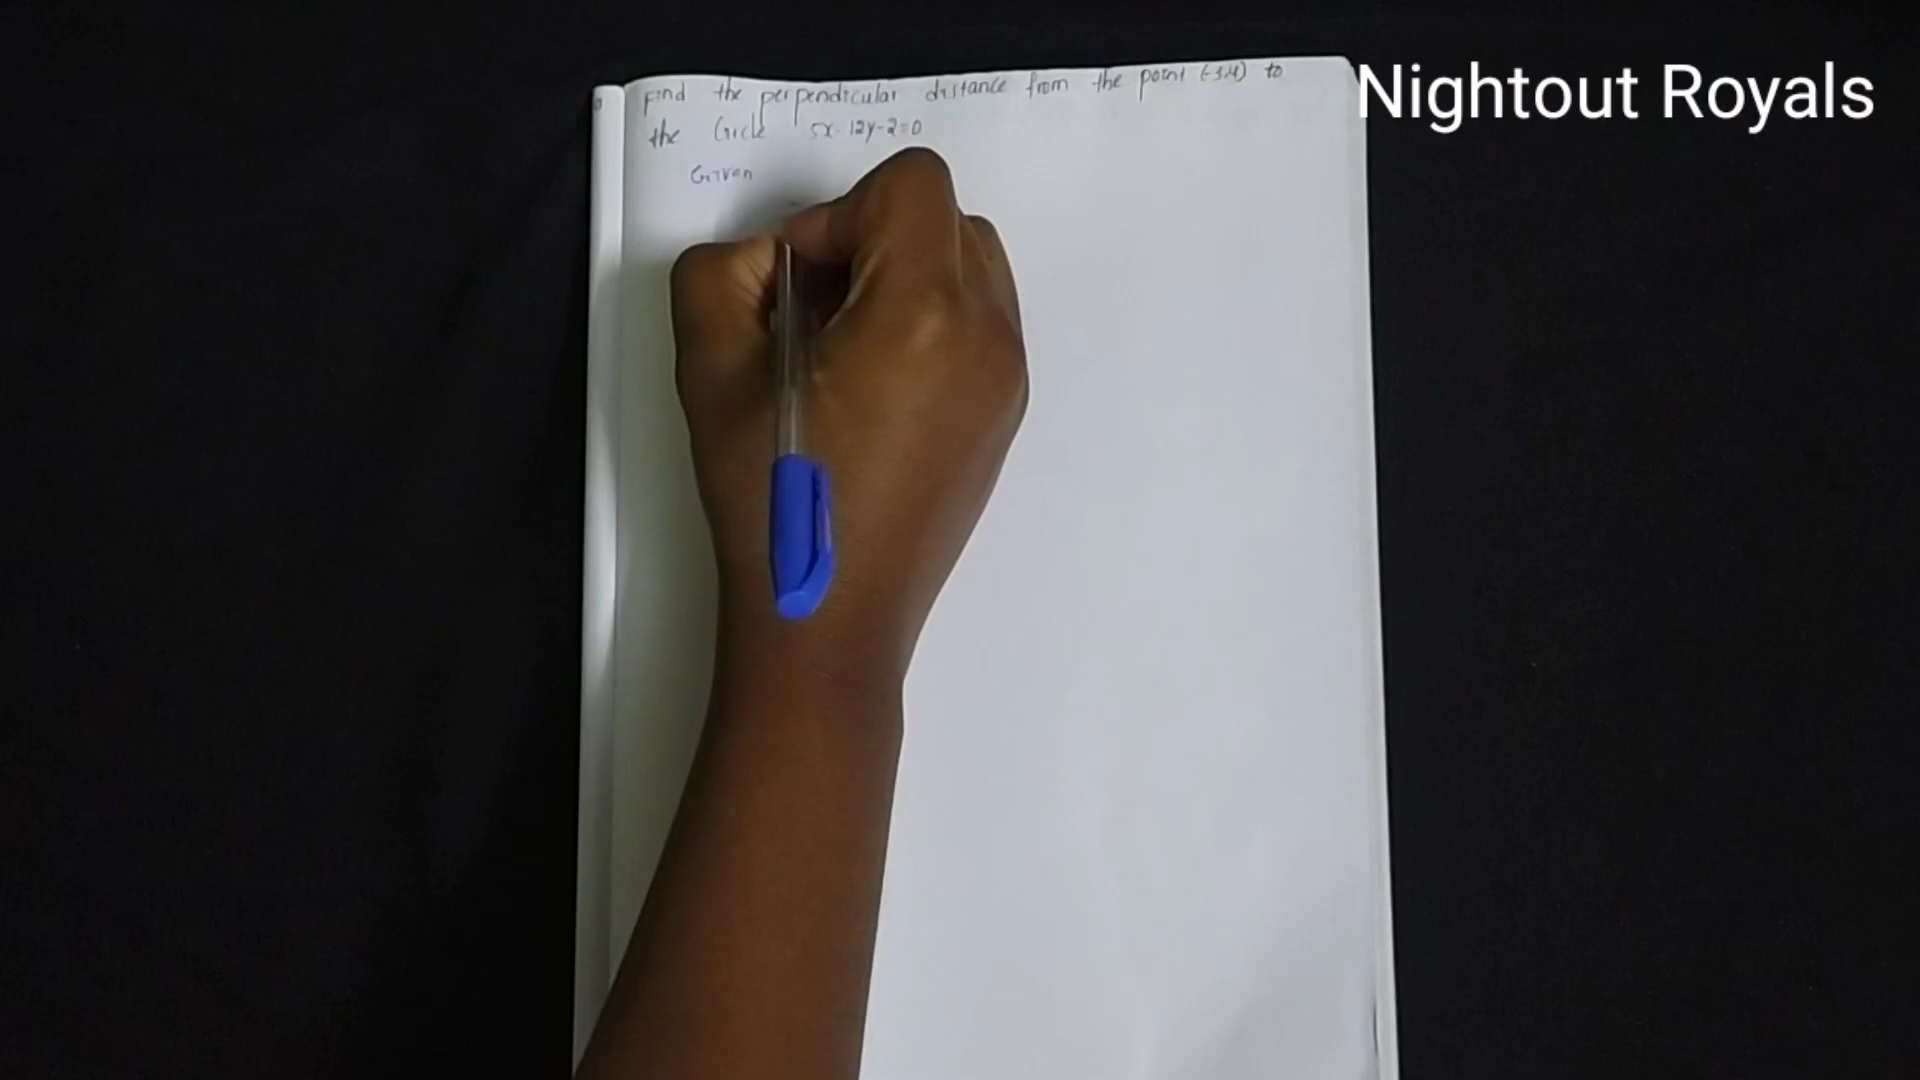 Find the perpendicular distance from the point (-3,4) to
the Circle 5x-12y-2=0
Given
Nightout Royals